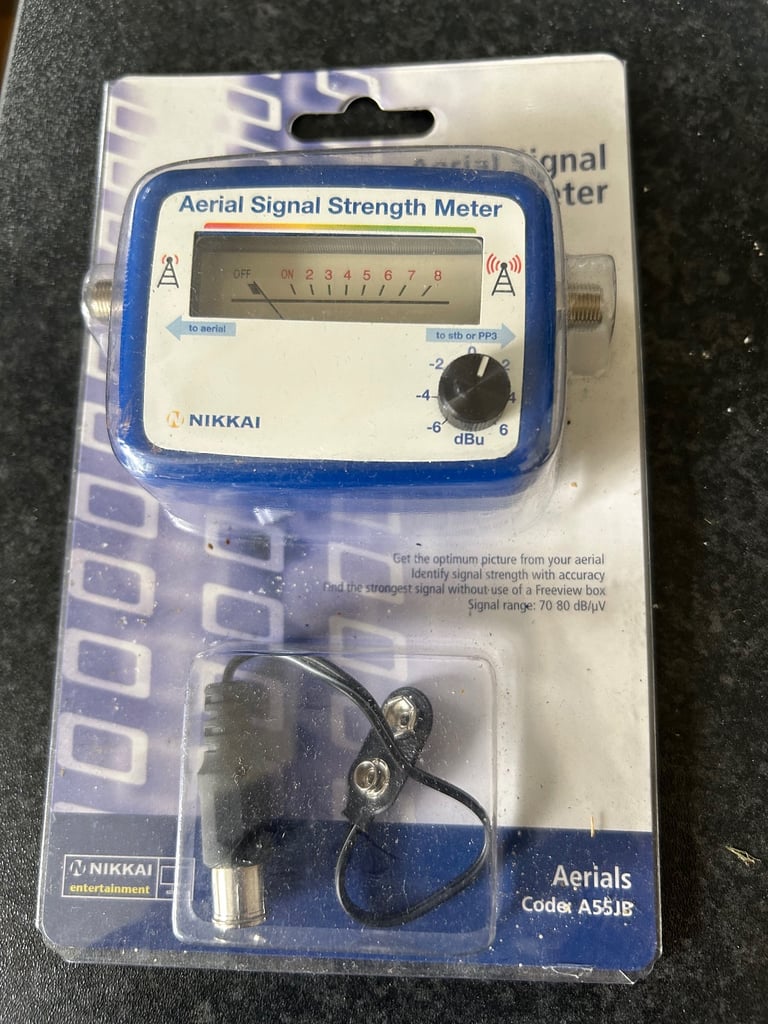 Aerial Signal
Meter
Aerial Signal Strength Meter
OFF ON 2 3 4 5 6 7 8
to aerial
to stb or PP3
0
-2 2
-4 4
-6 6
dBu
NIKKAI
Get the optimum picture from your aerial
Identify signal strength with accuracy
Find the strongest signal without use of a Freeview box
Signal range: 70 80 dB/µV
NIKKAI
entertainment
Aerials
Code: A55JB